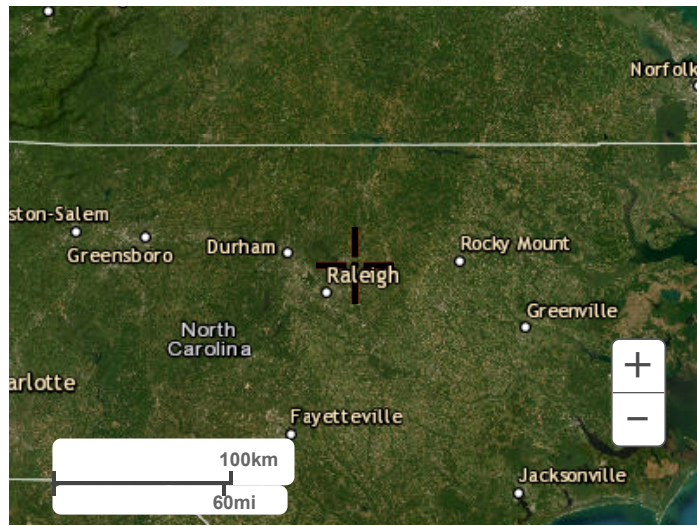 Norfolk
ston-Salem
Greensboro
Durham
Rocky Mount
Raleigh
Greenville
North
Carolina
arlotte
Fayetteville
100km
60mi
Jacksonville
+
−